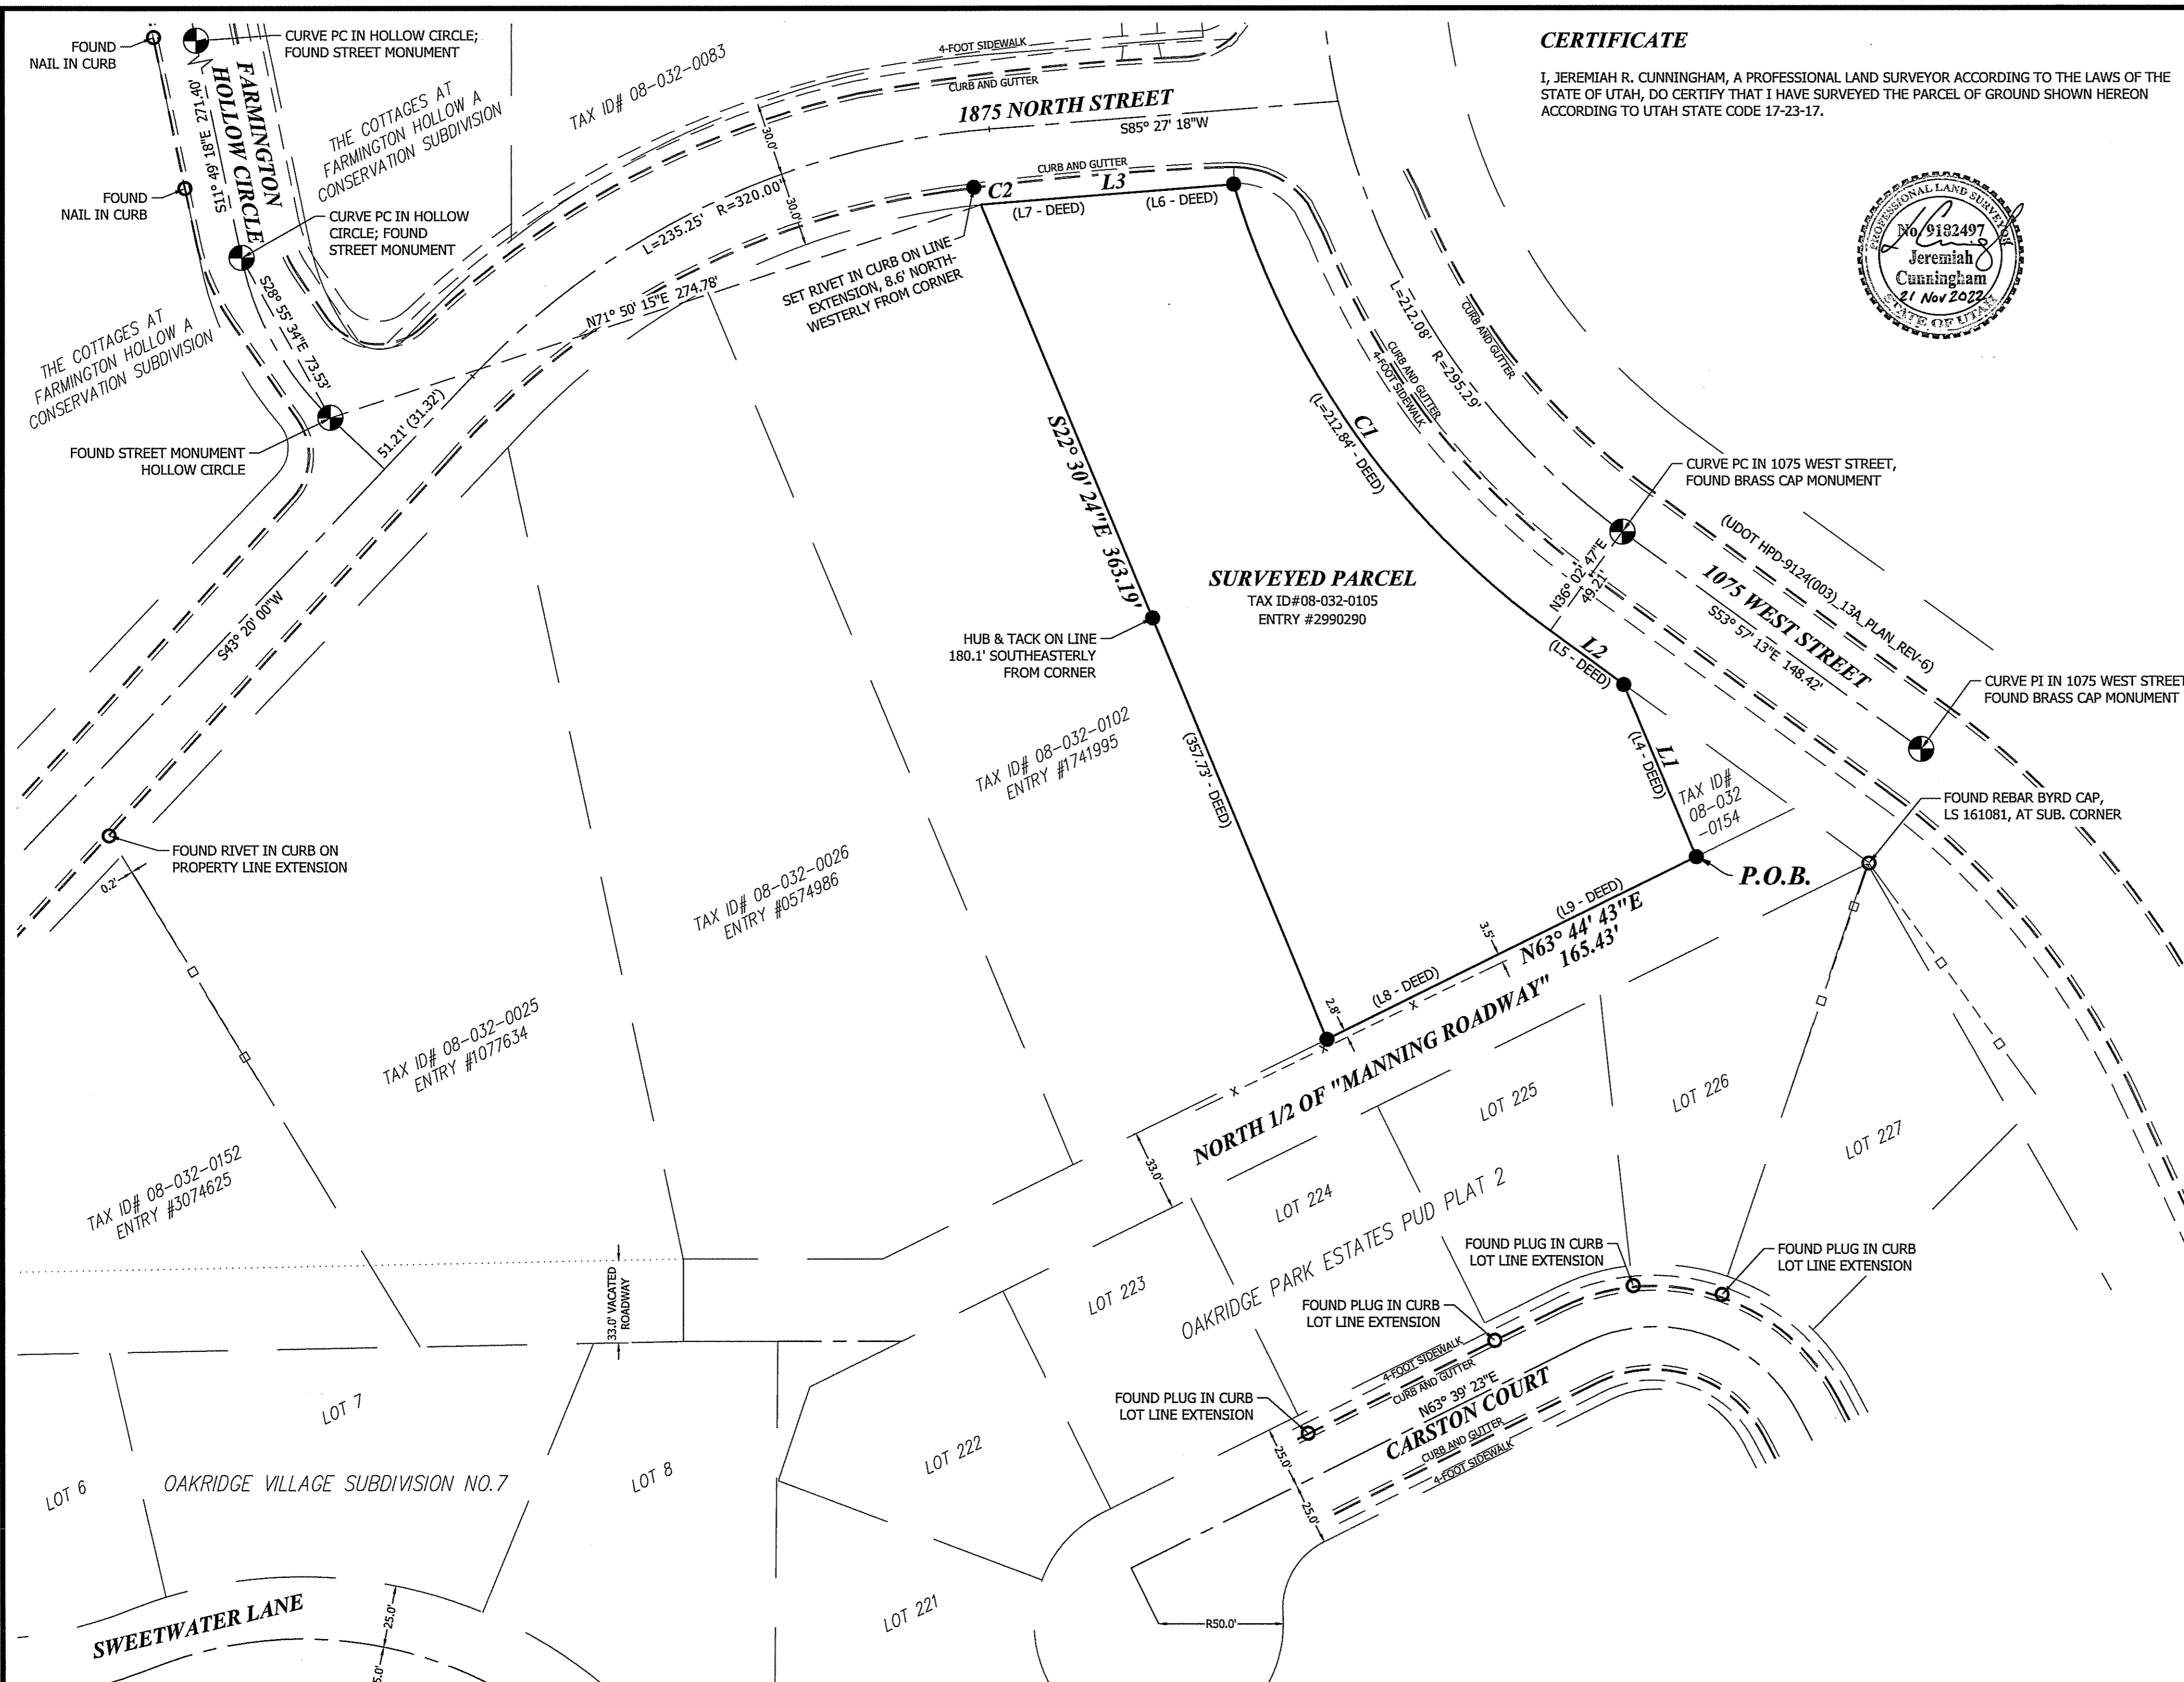 CERTIFICATE
I, JEREMIAH R. CUNNINGHAM, A PROFESSIONAL LAND SURVEYOR ACCORDING TO THE LAWS OF THE
STATE OF UTAH, DO CERTIFY THAT I HAVE SURVEYED THE PARCEL OF GROUND SHOWN HEREON
ACCORDING TO UTAH STATE CODE 17-23-17.
PROFESSIONAL LAND SURVEYOR
No. 9182497
Jeremiah
Cunningham
21 Nov 2022
STATE OF UTAH
FOUND
NAIL IN CURB
CURVE PC IN HOLLOW CIRCLE;
FOUND STREET MONUMENT
FARMINGTON
HOLLOW CIRCLE
S11° 49' 18"E 271.40'
THE COTTAGES AT
FARMINGTON HOLLOW A
CONSERVATION SUBDIVISION
TAX ID# 08-032-0083
4-FOOT SIDEWALK
CURB AND GUTTER
1875 NORTH STREET
S85° 27' 18"W
30.0'
30.0'
L=235.25' R=320.00'
FOUND
NAIL IN CURB
CURVE PC IN HOLLOW
CIRCLE; FOUND
STREET MONUMENT
S28° 55' 34"E 73.53'
THE COTTAGES AT
FARMINGTON HOLLOW A
CONSERVATION SUBDIVISION
FOUND STREET MONUMENT
HOLLOW CIRCLE
51.21' (31.32')
N71° 50' 15"E 274.78'
S43° 20' 00"W
CURB AND GUTTER
C2
L3
(L7 - DEED)
(L6 - DEED)
SET RIVET IN CURB ON LINE
EXTENSION, 8.6' NORTH-
WESTERLY FROM CORNER
S22° 30' 24"E 363.19'
(357.73' - DEED)
C1
(L=212.84' - DEED)
CURB AND GUTTER
4-FOOT SIDEWALK
L=212.08' R=295.29'
CURB AND GUTTER
CURVE PC IN 1075 WEST STREET,
FOUND BRASS CAP MONUMENT
(UDOT HPD-9124(003)_13A_PLAN_REV-6)
1075 WEST STREET
S53° 57' 13"E 148.42'
N36° 02' 47"E
49.21'
CURVE PI IN 1075 WEST STREET
FOUND BRASS CAP MONUMENT
SURVEYED PARCEL
TAX ID#08-032-0105
ENTRY #2990290
HUB & TACK ON LINE
180.1' SOUTHEASTERLY
FROM CORNER
L2
(L5 - DEED)
L1
(L4 - DEED)
TAX ID#
08-032
-0154
FOUND REBAR BYRD CAP,
LS 161081, AT SUB. CORNER
P.O.B.
FOUND RIVET IN CURB ON
PROPERTY LINE EXTENSION
0.2'
TAX ID# 08-032-0102
ENTRY #1741995
TAX ID# 08-032-0026
ENTRY #0574986
TAX ID# 08-032-0025
ENTRY #1077634
TAX ID# 08-032-0152
ENTRY #3074625
(L9 - DEED)
N63° 44' 43"E
165.43'
3.5'
(L8 - DEED)
2.8'
X
X
X
NORTH 1/2 OF "MANNING ROADWAY"
33.0'
LOT 225
LOT 226
LOT 227
LOT 224
LOT 223
OAKRIDGE PARK ESTATES PUD PLAT 2
33.0' VACATED
ROADWAY
FOUND PLUG IN CURB
LOT LINE EXTENSION
FOUND PLUG IN CURB
LOT LINE EXTENSION
FOUND PLUG IN CURB
LOT LINE EXTENSION
FOUND PLUG IN CURB
LOT LINE EXTENSION
4-FOOT SIDEWALK
CURB AND GUTTER
N63° 39' 23"E
CARSTON COURT
CURB AND GUTTER
4-FOOT SIDEWALK
25.0'
25.0'
LOT 7
LOT 6
OAKRIDGE VILLAGE SUBDIVISION NO.7
LOT 8
LOT 222
LOT 221
R50.0'
SWEETWATER LANE
25.0'
5.0'